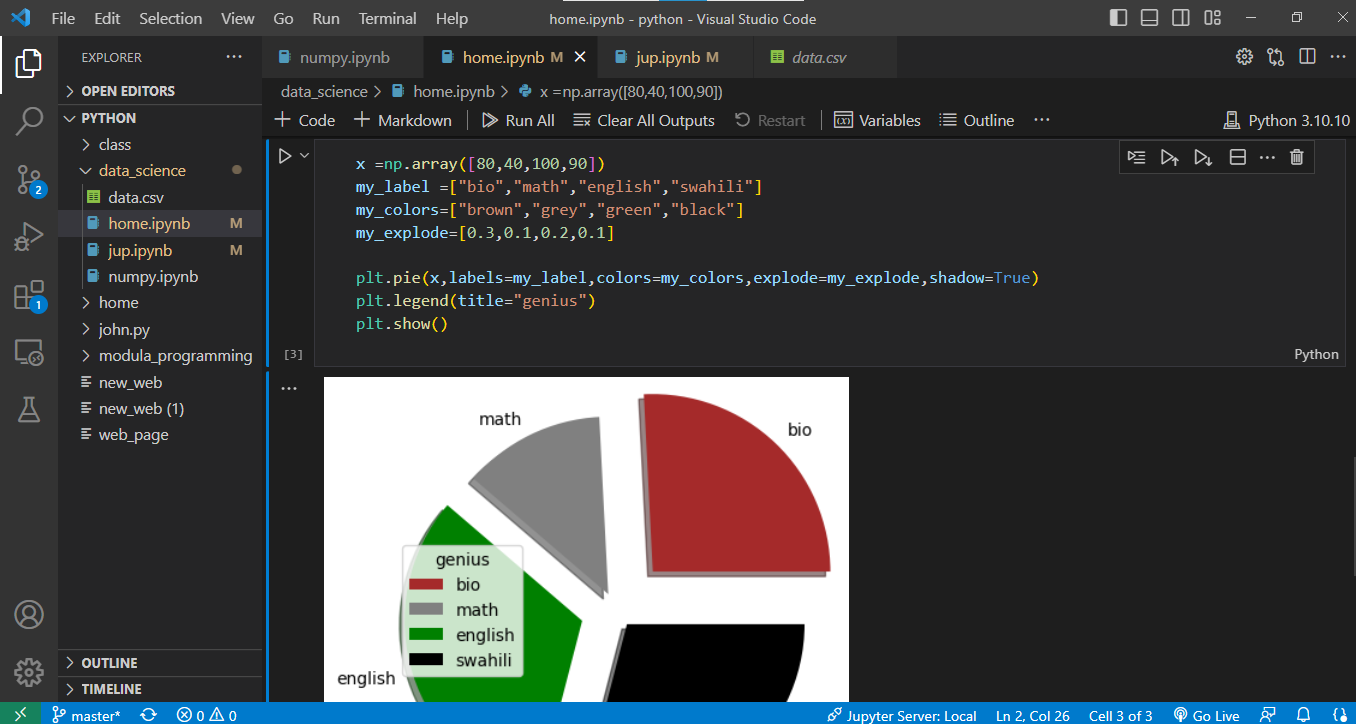 File Edit Selection View Go Run Terminal Help home.ipynb - python - Visual Studio Code
EXPLORER ...
numpy.ipynb home.ipynb M jup.ipynb M data.csv
data_science > home.ipynb > x =np.array([80,40,100,90])
+ Code + Markdown Run All Clear All Outputs Restart Variables Outline ... Python 3.10.10
OPEN EDITORS
PYTHON
class
data_science
data.csv
home.ipynb M
jup.ipynb M
numpy.ipynb
home
john.py
modula_programming
new_web
new_web (1)
web_page
OUTLINE
TIMELINE
2
1
x =np.array([80,40,100,90])
my_label =["bio","math","english","swahili"]
my_colors=["brown","grey","green","black"]
my_explode=[0.3,0.1,0.2,0.1]
plt.pie(x,labels=my_label,colors=my_colors,explode=my_explode,shadow=True)
plt.legend(title="genius")
plt.show()
[3]
Python
math
bio
genius
bio
math
english
swahili
english
master* 0 0 Jupyter Server: Local Ln 2, Col 26 Cell 3 of 3 Go Live